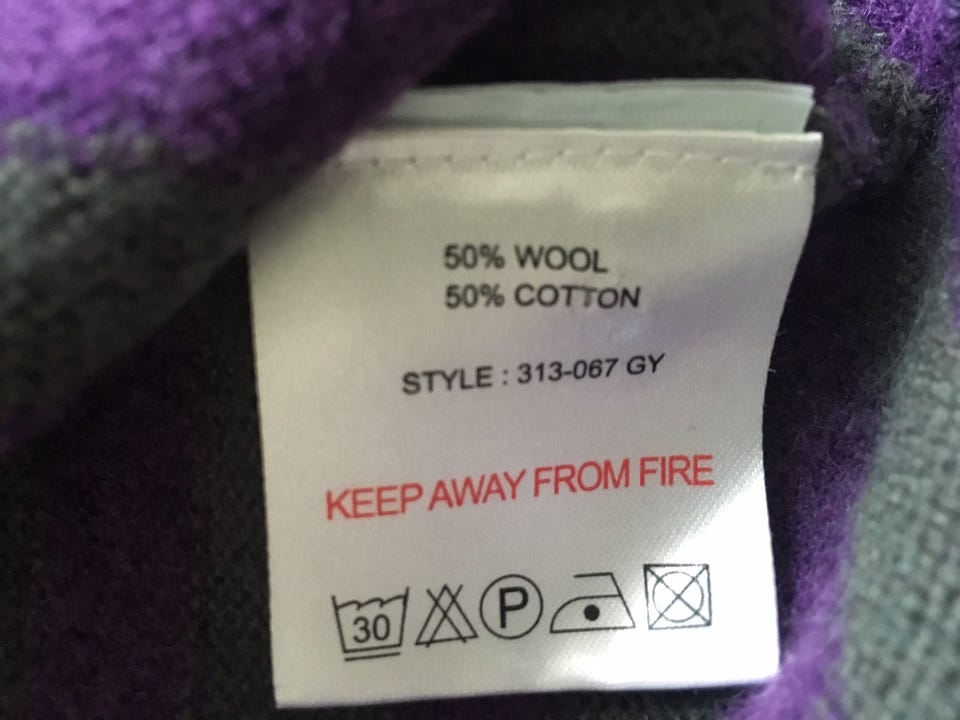 50% WOOL
50% COTTON
STYLE : 313-067 GY
KEEP AWAY FROM FIRE
30 P